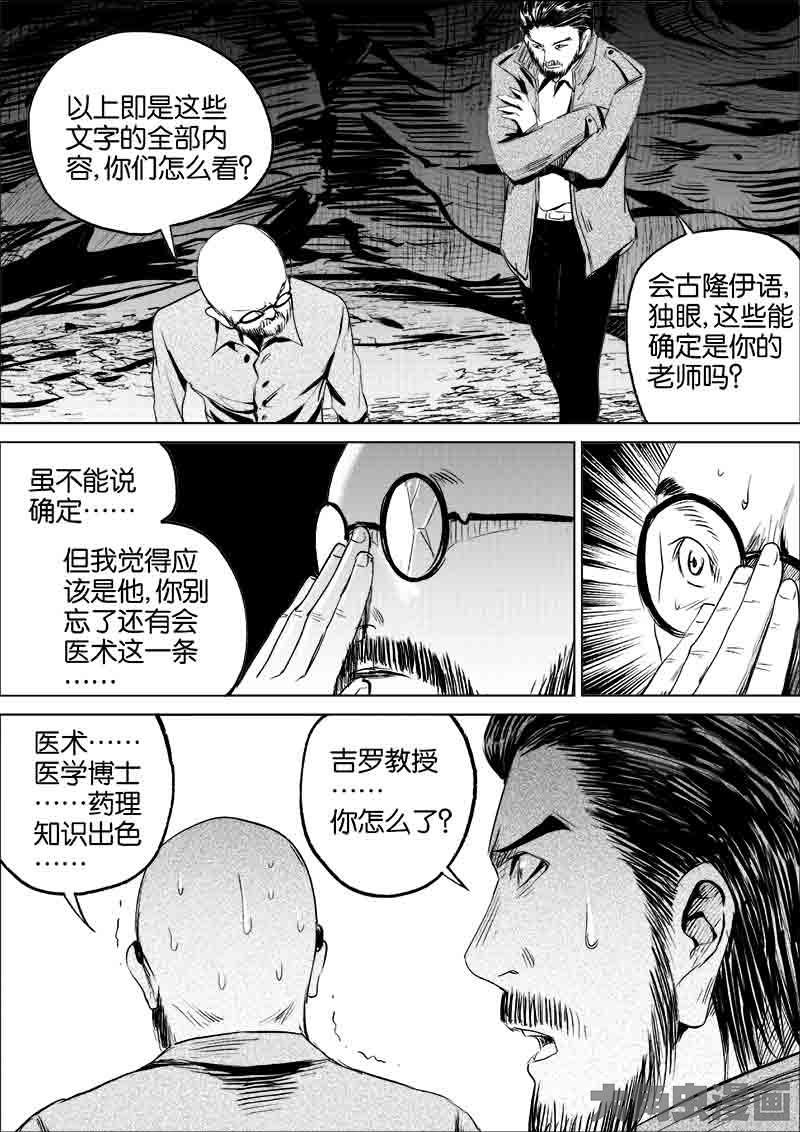 以上即是这些
文字的全部内
容，你们怎么看？
会古隆伊语，
独眼，这些能
确定是你的
老师吗？
虽不能说
确定……
但我觉得应
该是他，你别
忘了还有会
医术这一条
……
医术……
医学博士
……药理
知识出色
……
吉罗教授
……
你怎么了？